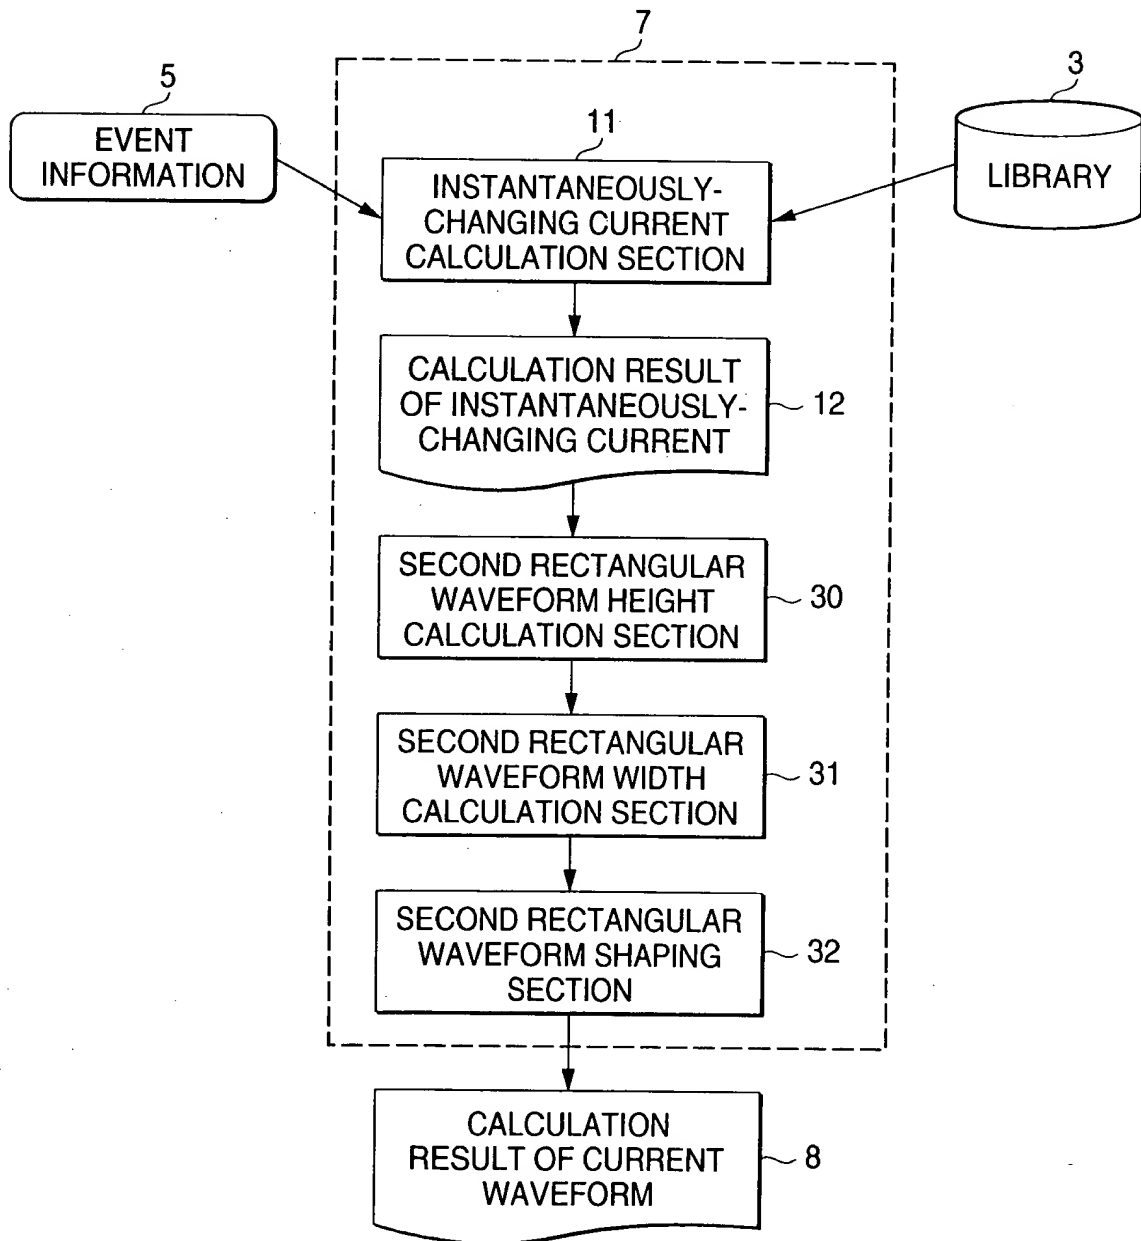 7
5
3
EVENT
INFORMATION
11
LIBRARY
INSTANTANEOUSLY-
CHANGING CURRENT
CALCULATION SECTION
CALCULATION RESULT
OF INSTANTANEOUSLY-
CHANGING CURRENT
12
SECOND RECTANGULAR
WAVEFORM HEIGHT
CALCULATION SECTION
30
SECOND RECTANGULAR
WAVEFORM WIDTH
CALCULATION SECTION
31
SECOND RECTANGULAR
WAVEFORM SHAPING
SECTION
32
CALCULATION
RESULT OF CURRENT
WAVEFORM
8